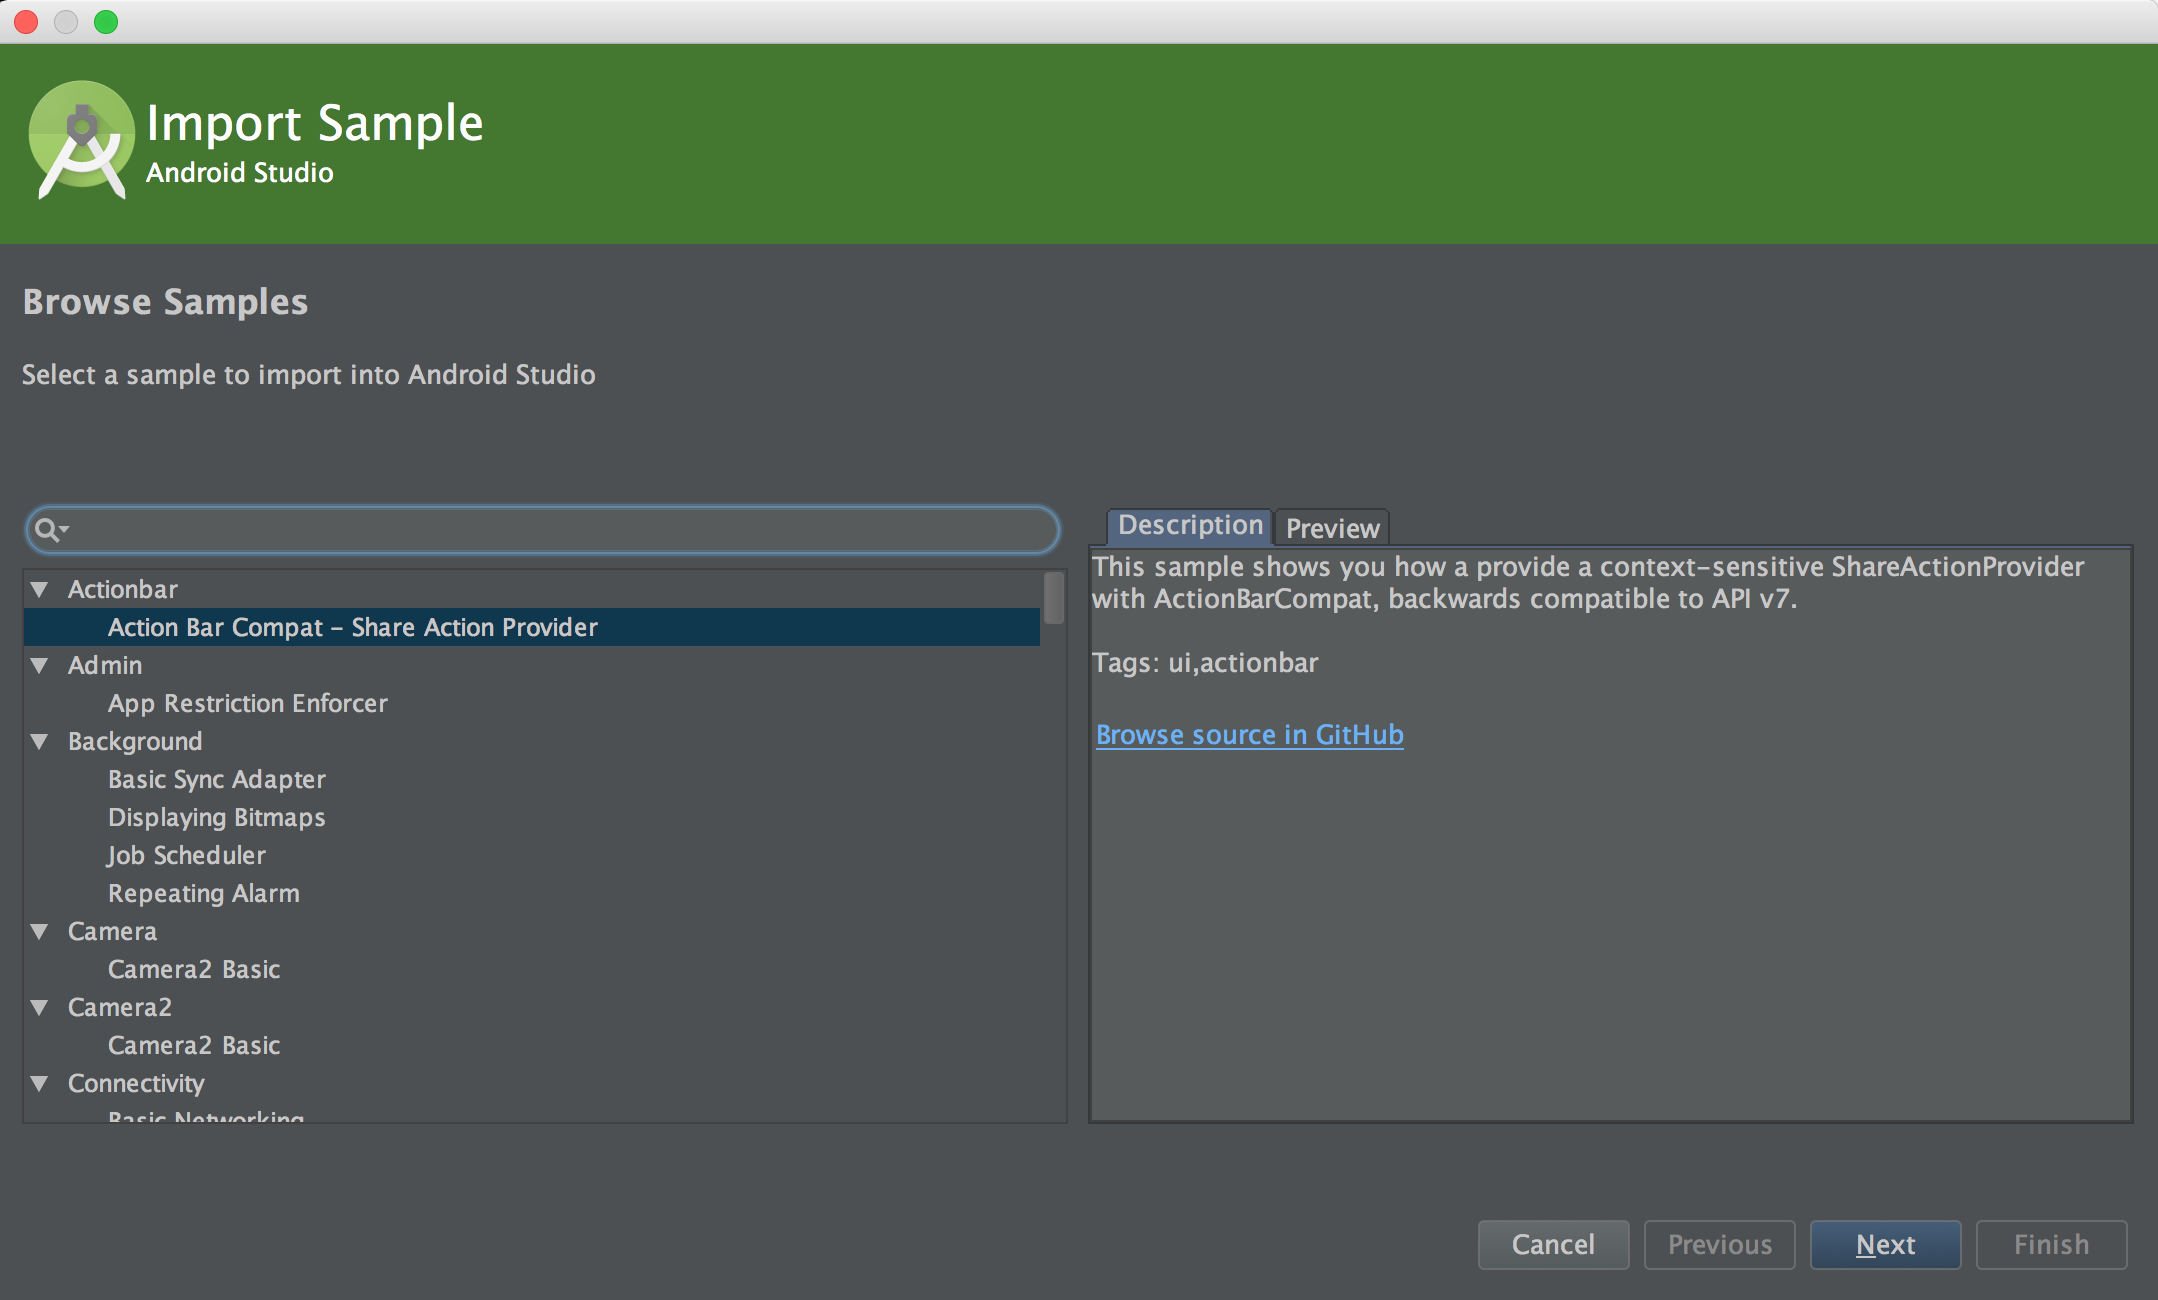 Import Sample
Android Studio
Browse Samples
Select a sample to import into Android Studio
Actionbar
Action Bar Compat - Share Action Provider
Admin
App Restriction Enforcer
Background
Basic Sync Adapter
Displaying Bitmaps
Job Scheduler
Repeating Alarm
Camera
Camera2 Basic
Camera2
Camera2 Basic
Connectivity
Basic Networking
Description
Preview
This sample shows you how a provide a context-sensitive ShareActionProvider
with ActionBarCompat, backwards compatible to API v7.
Tags: ui,actionbar
Browse source in GitHub
Cancel
Previous
Next
Finish